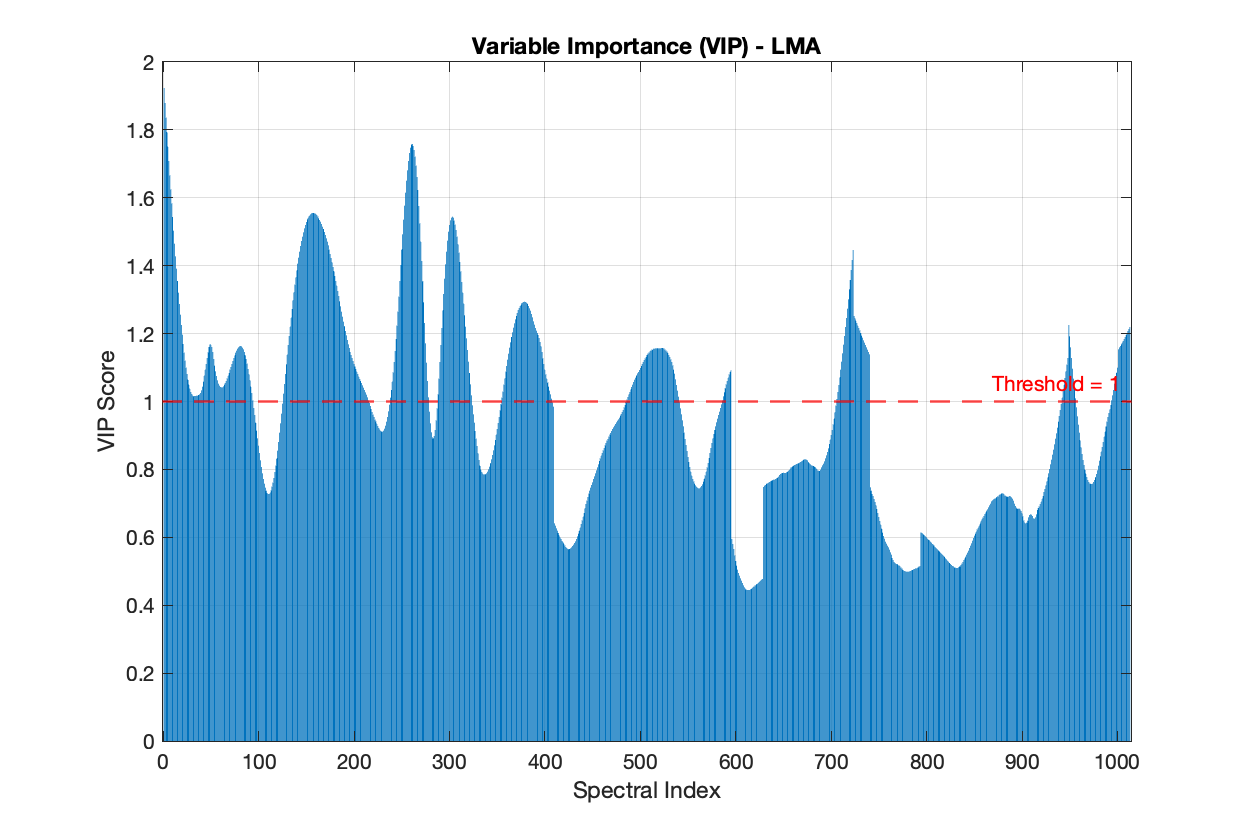 Variable Importance (VIP) - LMA
2
1.8
1.6
1.4
1.2
1
0.8
0.6
0.4
0.2
0
VIP Score
Threshold = 1
0 100 200 300 400 500 600 700 800 900 1000
Spectral Index